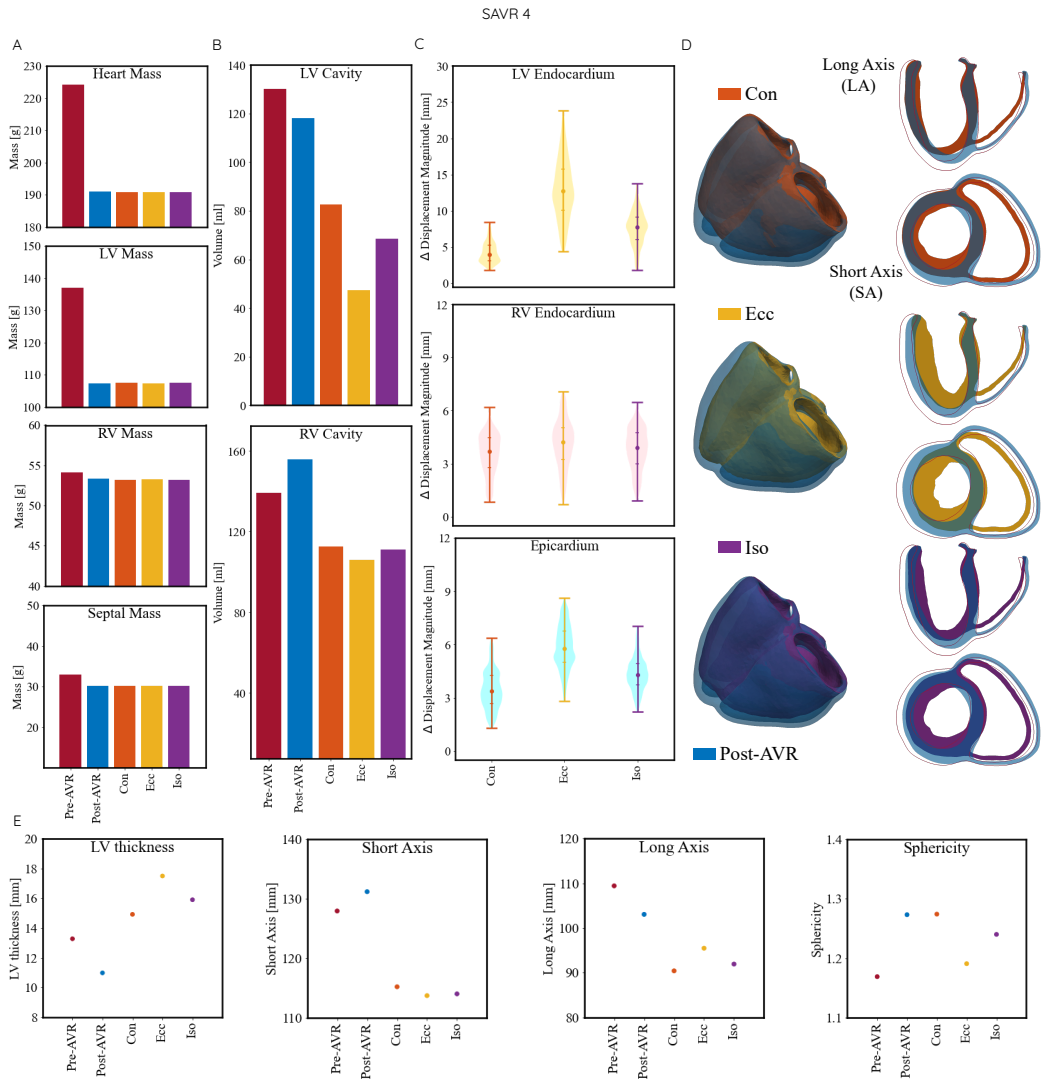 SAVR 4
A
Heart Mass
Mass [g]
230
220
210
200
190
180
LV Mass
Mass [g]
150
140
130
120
110
100
RV Mass
Mass [g]
60
55
50
45
40
Septal Mass
Mass [g]
50
40
30
20
Pre-AVR
Post-AVR
Con
Ecc
Iso
B
LV Cavity
Volume [ml]
140
120
100
80
60
40
20
0
RV Cavity
Volume [ml]
160
120
80
40
Pre-AVR
Post-AVR
Con
Ecc
Iso
C
LV Endocardium
Δ Displacement Magnitude [mm]
30
25
20
15
10
5
0
RV Endocardium
Δ Displacement Magnitude [mm]
12
9
6
3
0
Epicardium
Δ Displacement Magnitude [mm]
12
9
6
3
0
Con
Ecc
Iso
D
Long Axis
(LA)
Con
Short Axis
(SA)
Ecc
Iso
Post-AVR
E
LV thickness
LV thickness [mm]
20
18
16
14
12
10
8
Pre-AVR
Post-AVR
Con
Ecc
Iso
Short Axis
Short Axis [mm]
140
130
120
110
Pre-AVR
Post-AVR
Con
Ecc
Iso
Long Axis
Long Axis [mm]
120
110
100
90
80
Pre-AVR
Post-AVR
Con
Ecc
Iso
Sphericity
Sphericity
1.4
1.3
1.2
1.1
Pre-AVR
Post-AVR
Con
Ecc
Iso